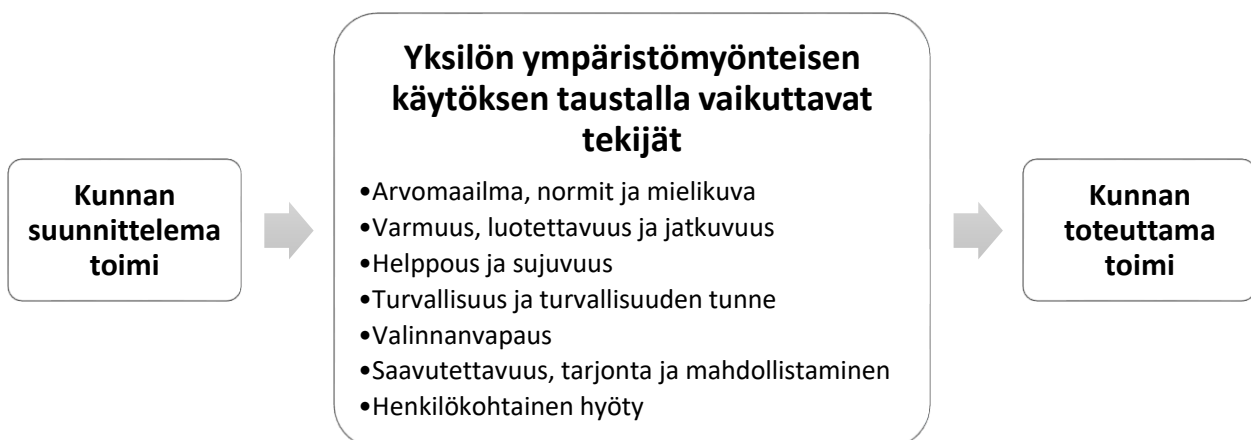 Kunnan
suunnittelema
toimi
Yksilön ympäristömyönteisen
käytöksen taustalla vaikuttavat
tekijät
•Arvomaailma, normit ja mielikuva
•Varmuus, luotettavuus ja jatkuvuus
•Helppous ja sujuvuus
•Turvallisuus ja turvallisuuden tunne
•Valinnanvapaus
•Saavutettavuus, tarjonta ja mahdollistaminen
•Henkilökohtainen hyöty
Kunnan
toteuttama
toimi